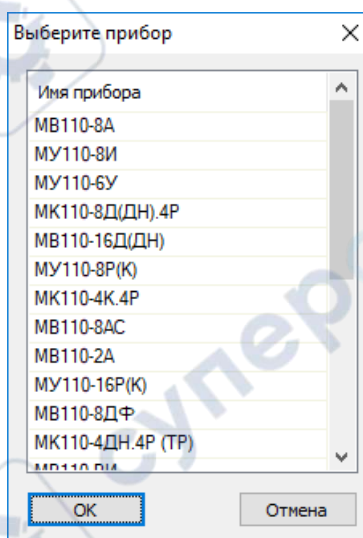 Выберите прибор
Имя прибора
МВ110-8А
МУ110-8И
МУ110-6У
МК110-8Д(ДН).4Р
МВ110-16Д(ДН)
МУ110-8Р(К)
МК110-4К.4Р
МВ110-8АС
МВ110-2А
МУ110-16Р(К)
МВ110-8ДФ
МК110-4ДН.4Р (ТР)
ОК
Отмена